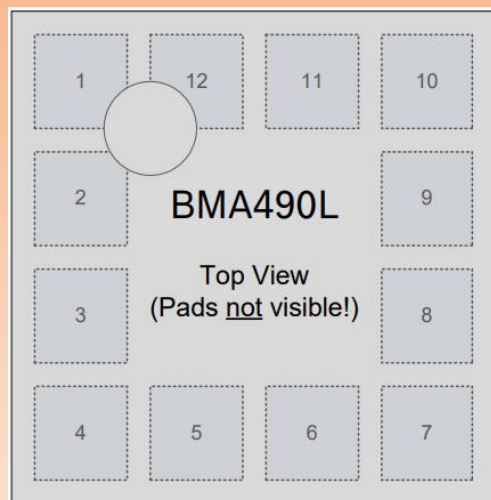 1 12 11 10
2 BMA490L 9
Top View
(Pads not visible!)
3 8
4 5 6 7